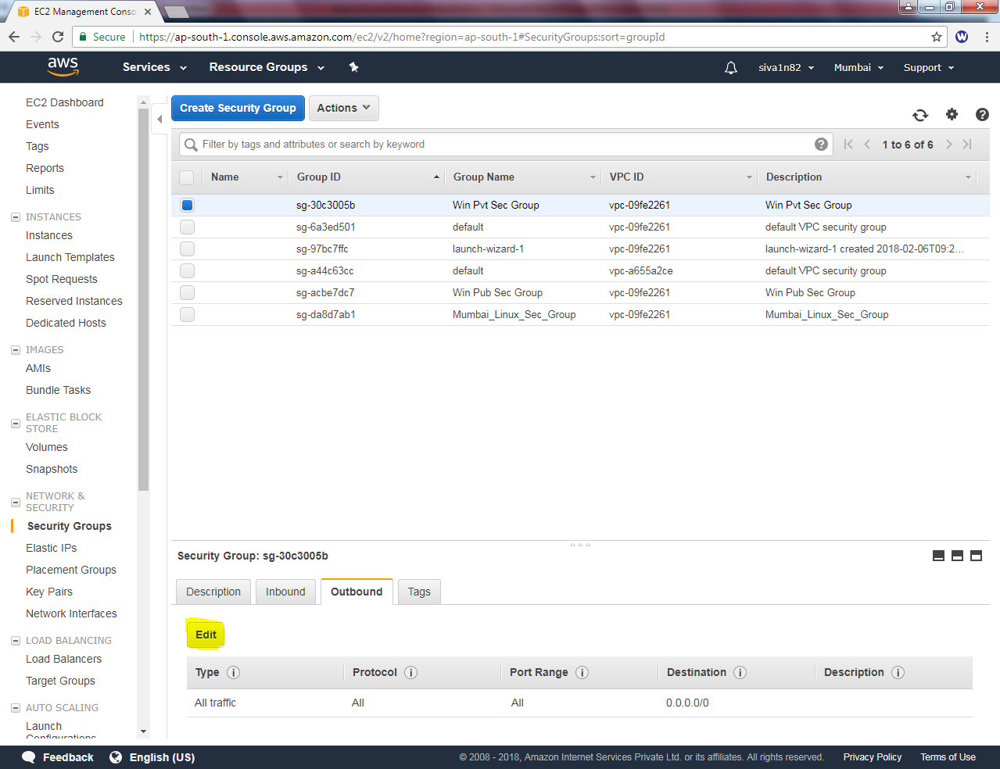 EC2 Management Conso
Secure https://ap-south-1.console.aws.amazon.com/ec2/v2/home?region=ap-south-1#SecurityGroups:sort=groupId W
aws Services Resource Groups siva1n82 Mumbai Support
EC2 Dashboard
Events
Tags
Reports
Limits
INSTANCES
Instances
Launch Templates
Spot Requests
Reserved Instances
Dedicated Hosts
IMAGES
AMIs
Bundle Tasks
ELASTIC BLOCK
STORE
Volumes
Snapshots
NETWORK &
SECURITY
Security Groups
Elastic IPs
Placement Groups
Key Pairs
Network Interfaces
LOAD BALANCING
Load Balancers
Target Groups
AUTO SCALING
Launch
Configurations
Create Security Group Actions
Filter by tags and attributes or search by keyword 1 to 6 of 6
Name Group ID Group Name VPC ID Description
sg-30c3005b Win Pvt Sec Group vpc-09fe2261 Win Pvt Sec Group
sg-6a3ed501 default vpc-09fe2261 default VPC security group
sg-97bc7ffc launch-wizard-1 vpc-09fe2261 launch-wizard-1 created 2018-02-06T09:2...
sg-a44c63cc default vpc-a655a2ce default VPC security group
sg-acbe7dc7 Win Pub Sec Group vpc-09fe2261 Win Pub Sec Group
sg-da8d7ab1 Mumbai_Linux_Sec_Group vpc-09fe2261 Mumbai_Linux_Sec_Group
Security Group: sg-30c3005b
Description Inbound Outbound Tags
Edit
Type Protocol Port Range Destination Description
All traffic All All 0.0.0.0/0
Feedback English (US) © 2008 - 2018, Amazon Internet Services Private Ltd. or its affiliates. All rights reserved. Privacy Policy Terms of Use